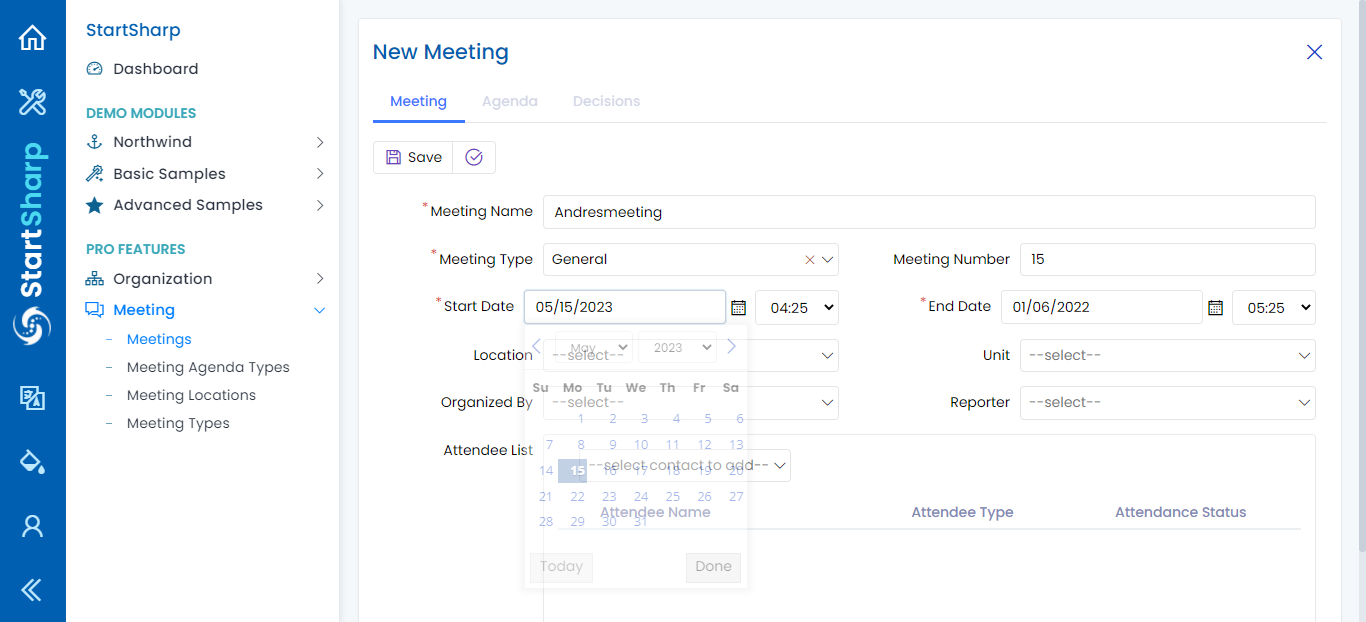 StartSharp
StartSharp
Dashboard
DEMO MODULES
Northwind
Basic Samples
Advanced Samples
PRO FEATURES
Organization
Meeting
Meetings
Meeting Agenda Types
Meeting Locations
Meeting Types
New Meeting
Meeting Agenda Decisions
Save
*Meeting Name Andresmeeting
*Meeting Type General Meeting Number 15
*Start Date 05/15/2023 04:25 *End Date 01/06/2022 05:25
Location --select-- Unit --select--
May 2023
Su Mo Tu We Th Fr Sa
Organized By --select-- Reporter --select--
1 2 3 4 5 6
7 8 9 10 11 12 13
Attendee List --select contact to add--
14 15 16 17 18 19 20
21 22 23 24 25 26 27
Attendee Name Attendee Type Attendance Status
28 29 30 31
Today Done